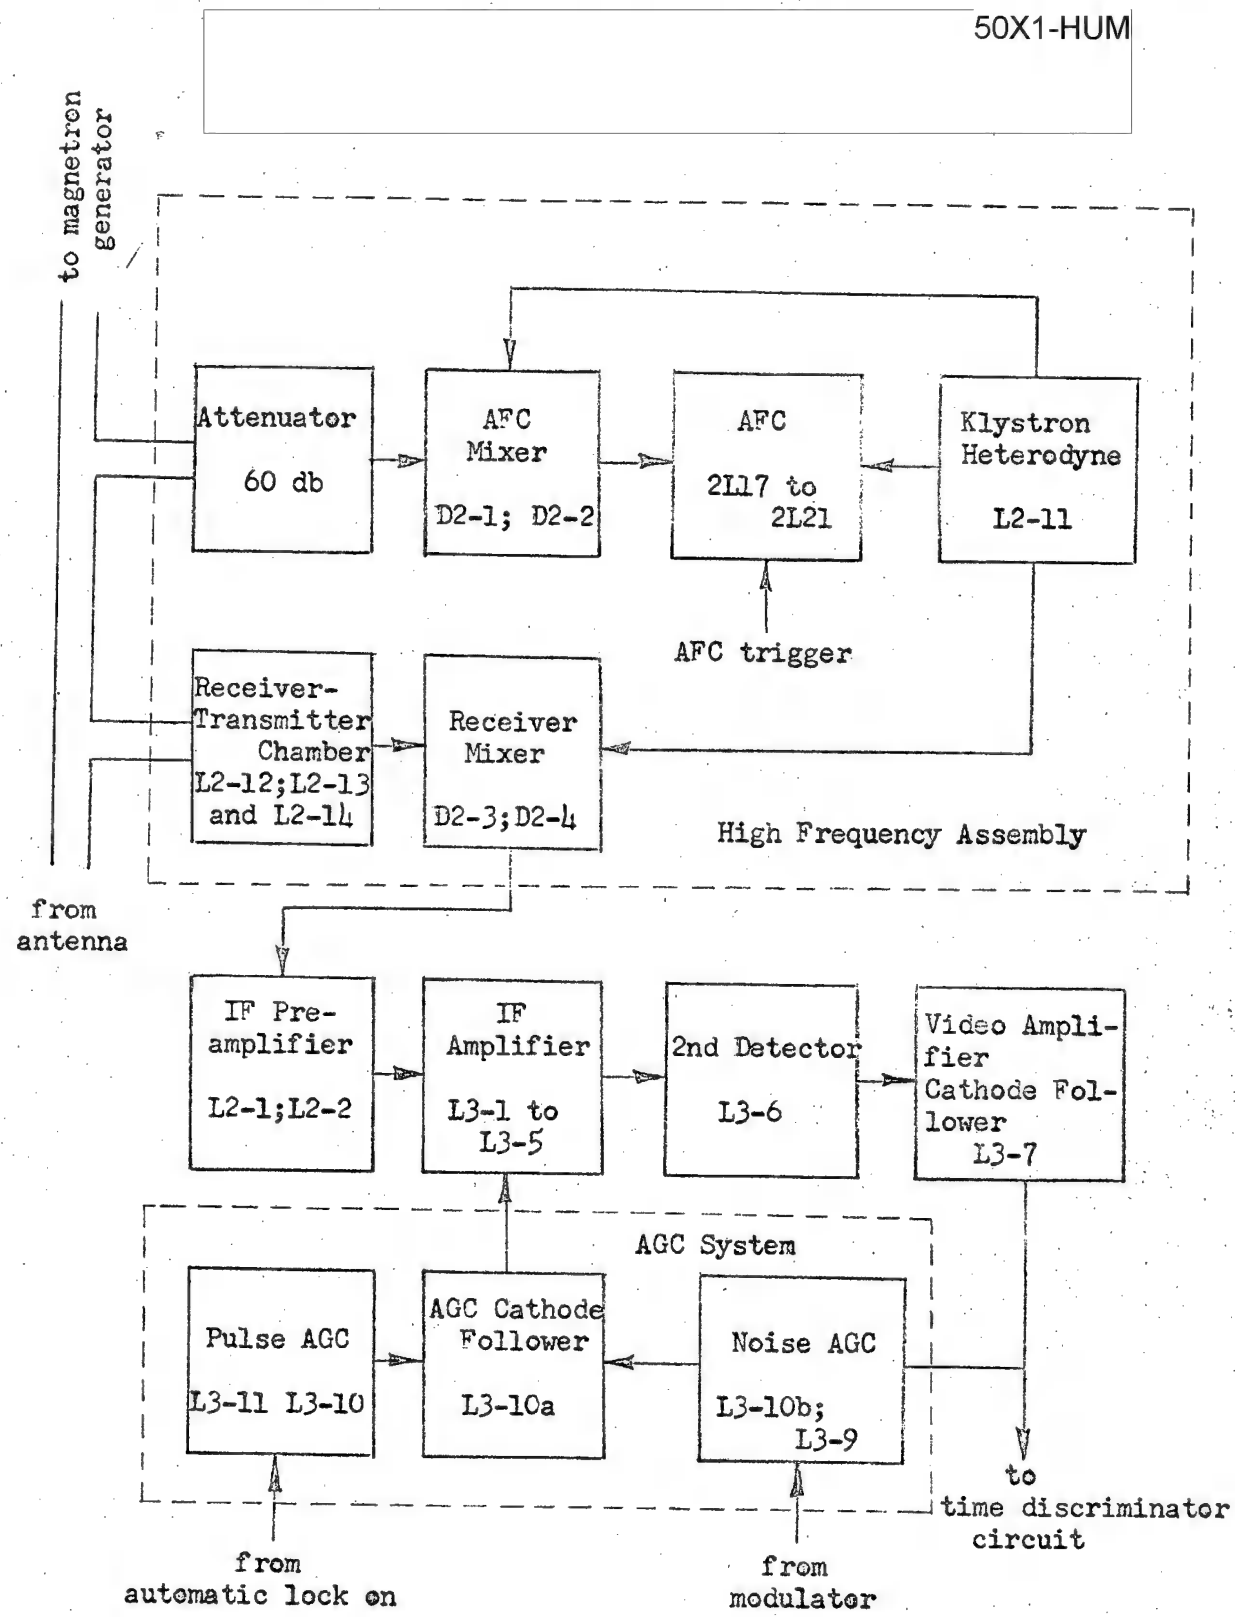 50X1-HUM
to magnetron
generator
Attenuator
60 db
AFC
Mixer
D2-1; D2-2
AFC
2L17 to
2L21
Klystron
Heterodyne
L2-11
AFC trigger
Receiver-
Transmitter
Chamber
L2-12;L2-13
and L2-14
Receiver
Mixer
D2-3;D2-4
High Frequency Assembly
from
antenna
IF Pre-
amplifier
L2-1;L2-2
IF
Amplifier
L3-1 to
L3-5
2nd Detector
L3-6
Video Ampli-
fier
Cathode Fol-
lower
L3-7
AGC System
Pulse AGC
L3-11 L3-10
AGC Cathode
Follower
L3-10a
Noise AGC
L3-10b;
L3-9
to
time discriminator
circuit
from
automatic lock on
from
modulator